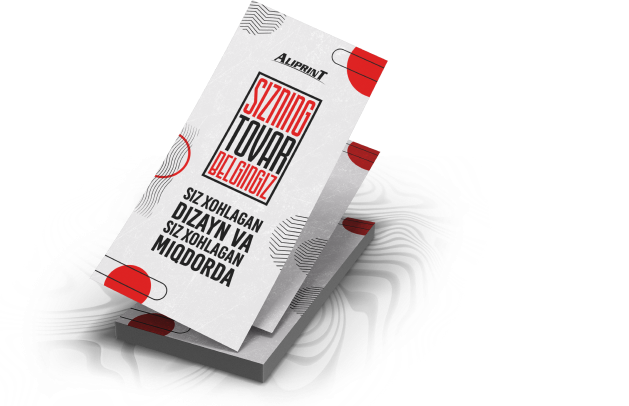 ALIPRINT
SIZNING
TOVAR
BELGINGIZ
SIZ XOHLAGAN
DIZAYN VA
SIZ XOHLAGAN
MIQDORDA